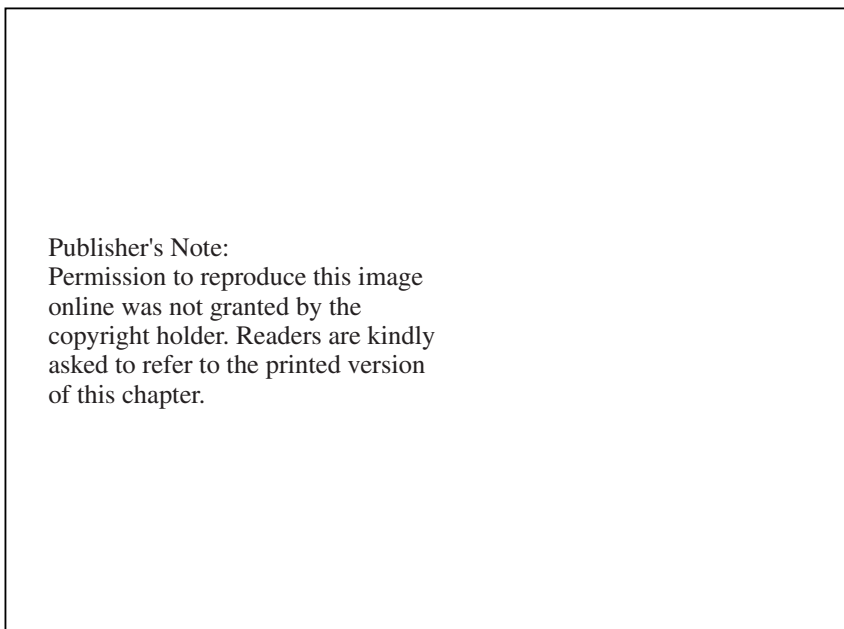 Publisher's Note:
Permission to reproduce this image
online was not granted by the
copyright holder. Readers are kindly
asked to refer to the printed version
of this chapter.